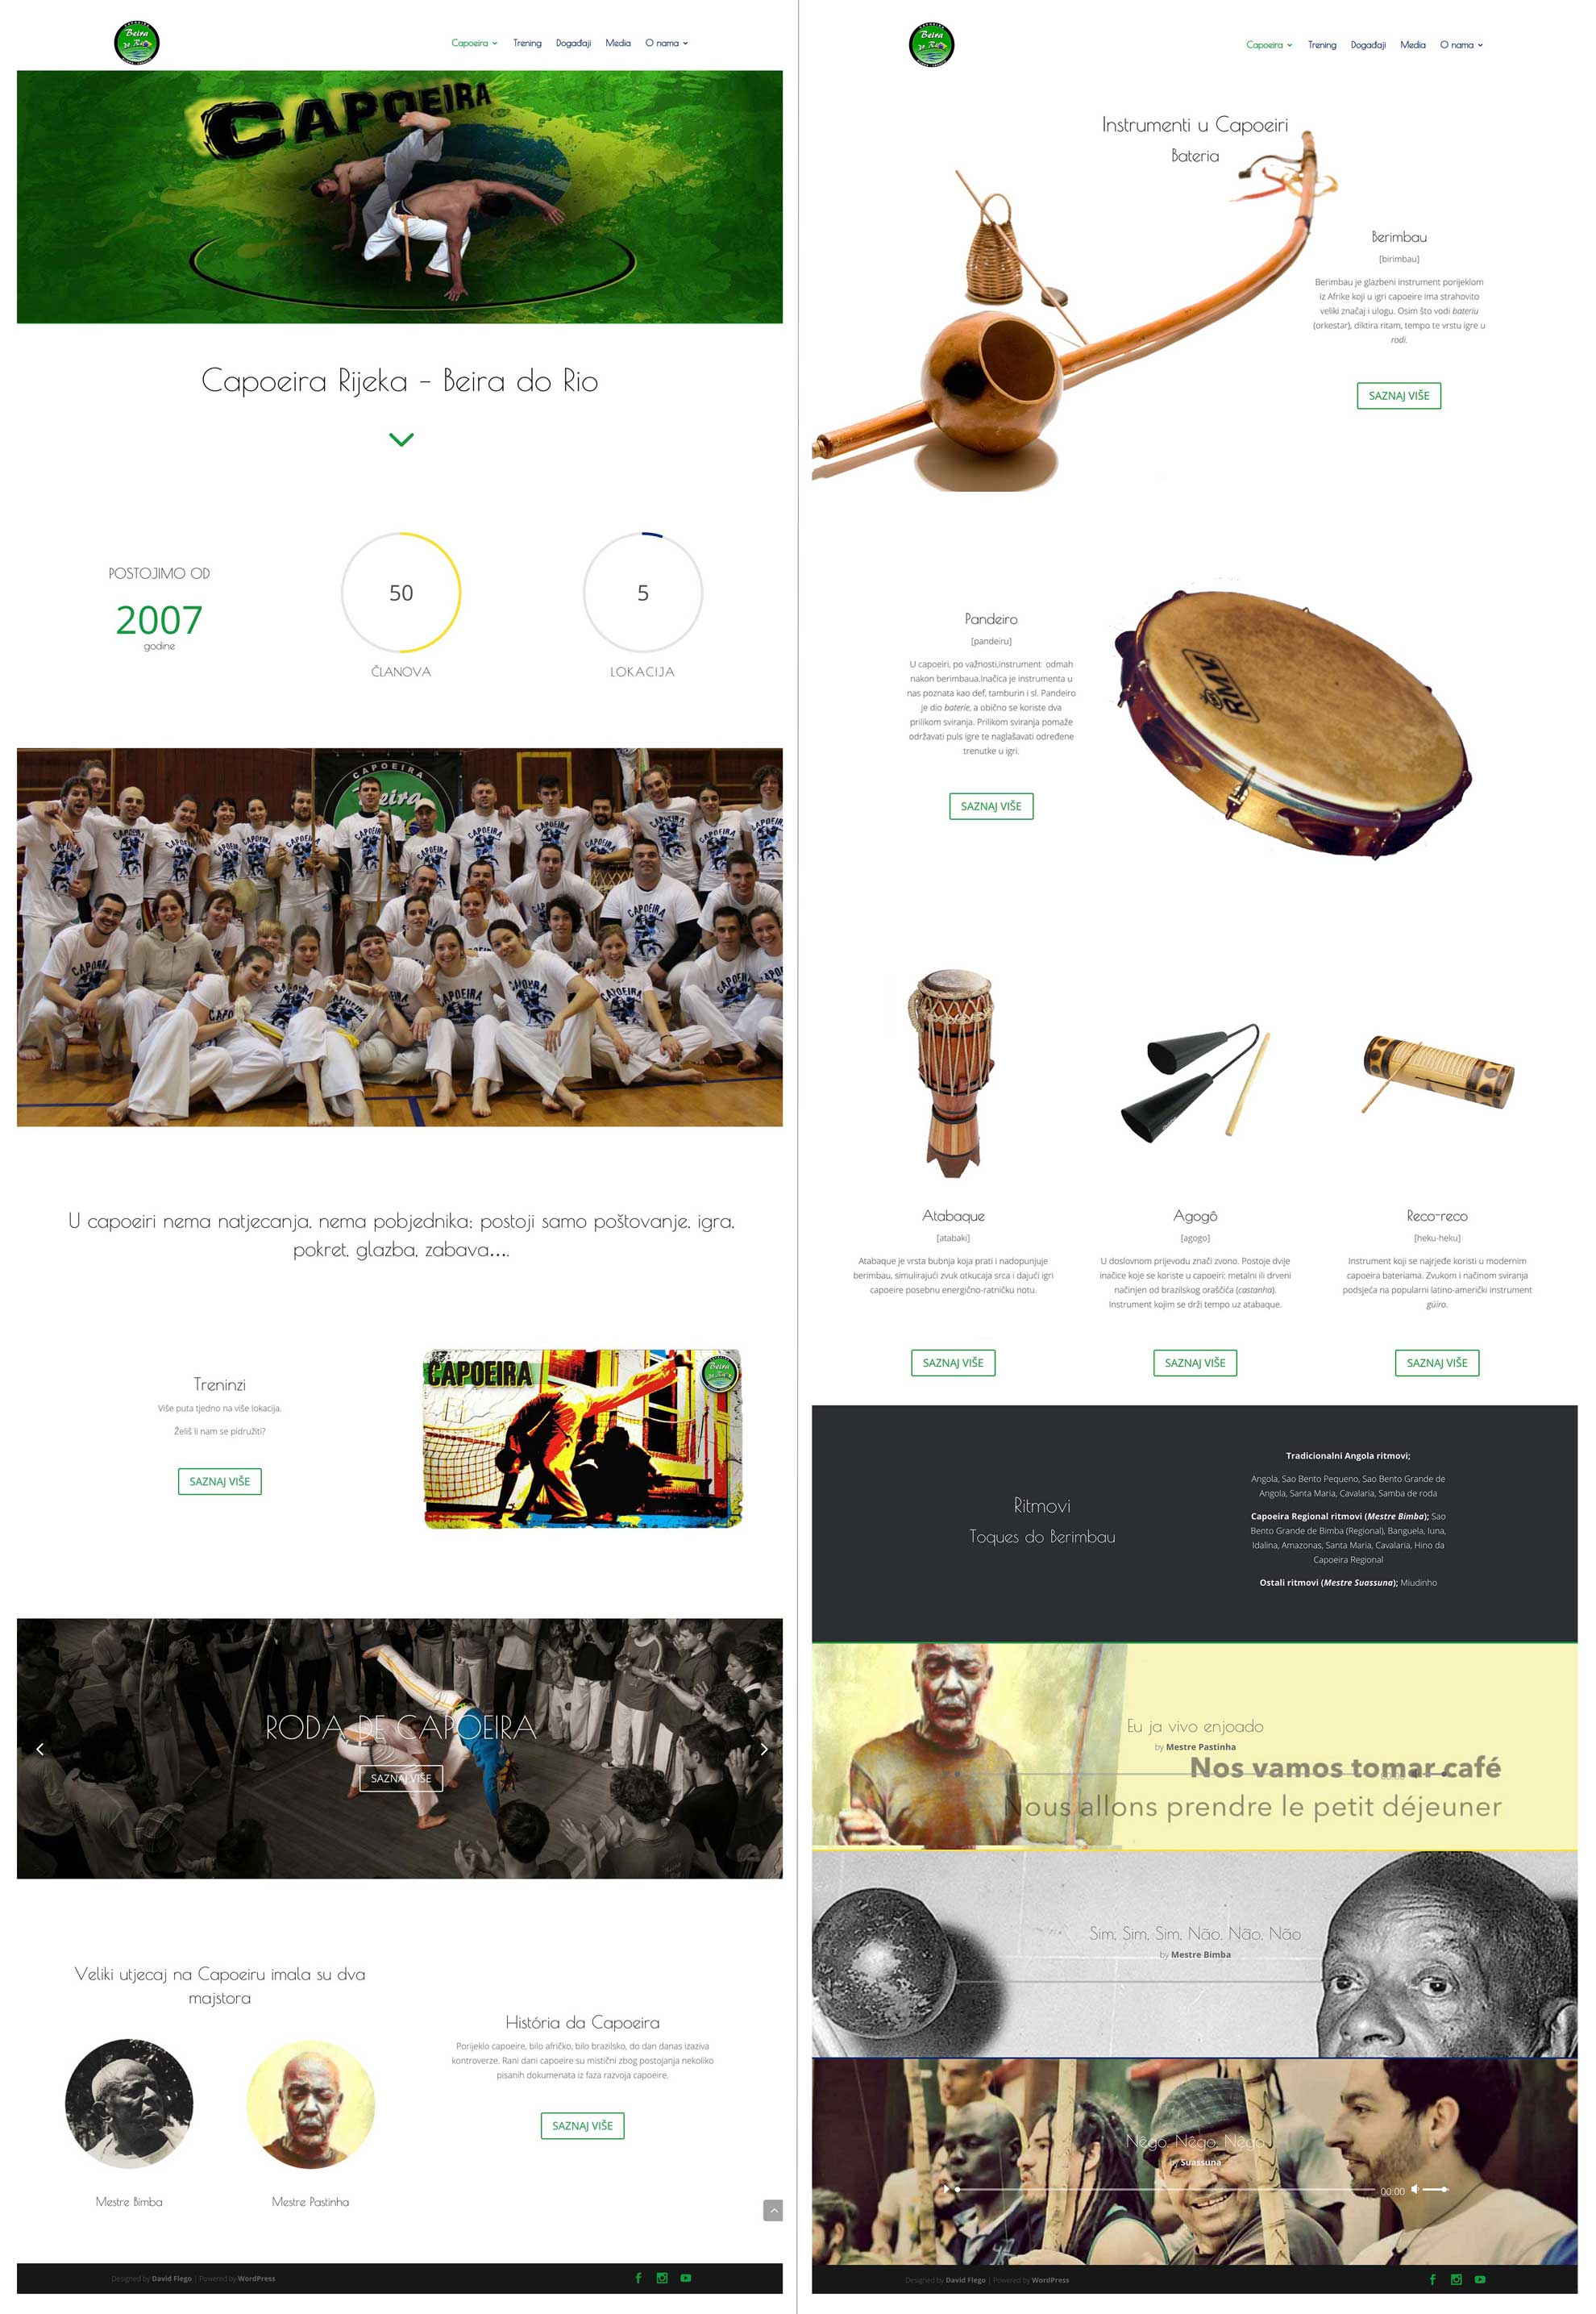 Beira
do Rio
Capoeira
Trening
Događaji
Media
O nama
CAPOEIRA
Capoeira Rijeka – Beira do Rio
POSTOJIMO OD
2007
godine
50
ČLANOVA
5
LOKACIJA
CAPOEIRA
Beira
U capoeiri nema natjecanja, nema pobjednika; postoji samo poštovanje, igra,
pokret, glazba, zabava….
Treninzi
Više puta tjedno na više lokacija.
Želiš li nam se pidružiti?
SAZNAJ VIŠE
CAPOEIRA
Beira
RODA DE CAPOEIRA
SAZNAJ VIŠE
Veliki utjecaj na Capoeiru imala su dva
majstora
Mestre Bimba
Mestre Pastinha
História da Capoeira
Porijeklo capoeire, bilo afričko, bilo brazilsko, do dan danas izaziva
kontroverze. Rani dani capoeire su mistični zbog postojanja nekoliko
pisanih dokumenata iz faza razvoja capoeire.
SAZNAJ VIŠE
Designed by David Flego | Powered by WordPress
Beira
do Rio
Capoeira
Trening
Događaji
Media
O nama
Instrumenti u Capoeiri
Bateria
Berimbau
[birimbau]
Berimbau je glazbeni instrument porijeklom
iz Afrike koji u igri capoeire ima strahovito
veliki značaj i ulogu. Osim što vodi bateriu
(orkestar), diktira ritam, tempo te vrstu igre u
rodi.
SAZNAJ VIŠE
Pandeiro
[pandeiru]
U capoeiri, po važnosti,instrument odmah
nakon berimbaua.Inačica je instrumenta u
nas poznata kao def, tamburin i sl. Pandeiro
je dio baterie, a obično se koriste dva
prilikom sviranja. Prilikom sviranja pomaže
održavati puls igre te naglašavati određene
trenutke u igri.
SAZNAJ VIŠE
RMK
Atabaque
[atabaki]
Atabaque je vrsta bubnja koja prati i nadopunjuje
berimbau, simulirajući zvuk otkucaja srca i dajući igri
capoeire posebnu energično-ratničku notu.
SAZNAJ VIŠE
Agogô
[agogo]
U doslovnom prijevodu znači zvono. Postoje dvije
inačice koje se koriste u capoeiri: metalni ili drveni
načinjen od brazilskog oraščića (castanha).
Instrument kojim se drži tempo uz atabaque.
SAZNAJ VIŠE
Reco-reco
[heku-heku]
Instrument koji se najrjeđe koristi u modernim
capoeira bateriama. Zvukom i načinom sviranja
podsjeća na popularni latino-američki instrument
güiro.
SAZNAJ VIŠE
Ritmovi
Toques do Berimbau
Tradicionalni Angola ritmovi;
Angola, Sao Bento Pequeno, Sao Bento Grande de
Angola, Santa Maria, Cavalaria, Samba de roda
Capoeira Regional ritmovi (Mestre Bimba); Sao
Bento Grande de Bimba (Regional), Banguela, Iuna,
Idalina, Amazonas, Santa Maria, Cavalaria, Hino da
Capoeira Regional
Ostali ritmovi (Mestre Suassuna); Miudinho
Eu ja vivo enjoado
by Mestre Pastinha
Nos vamos tomar café
00:00
Nous allons prendre le petit déjeuner
Sim, Sim, Sim, Não, Não, Não
by Mestre Bimba
Nêgo, Nêgo, Nêgo
by Suassuna
00:00
Designed by David Flego | Powered by WordPress